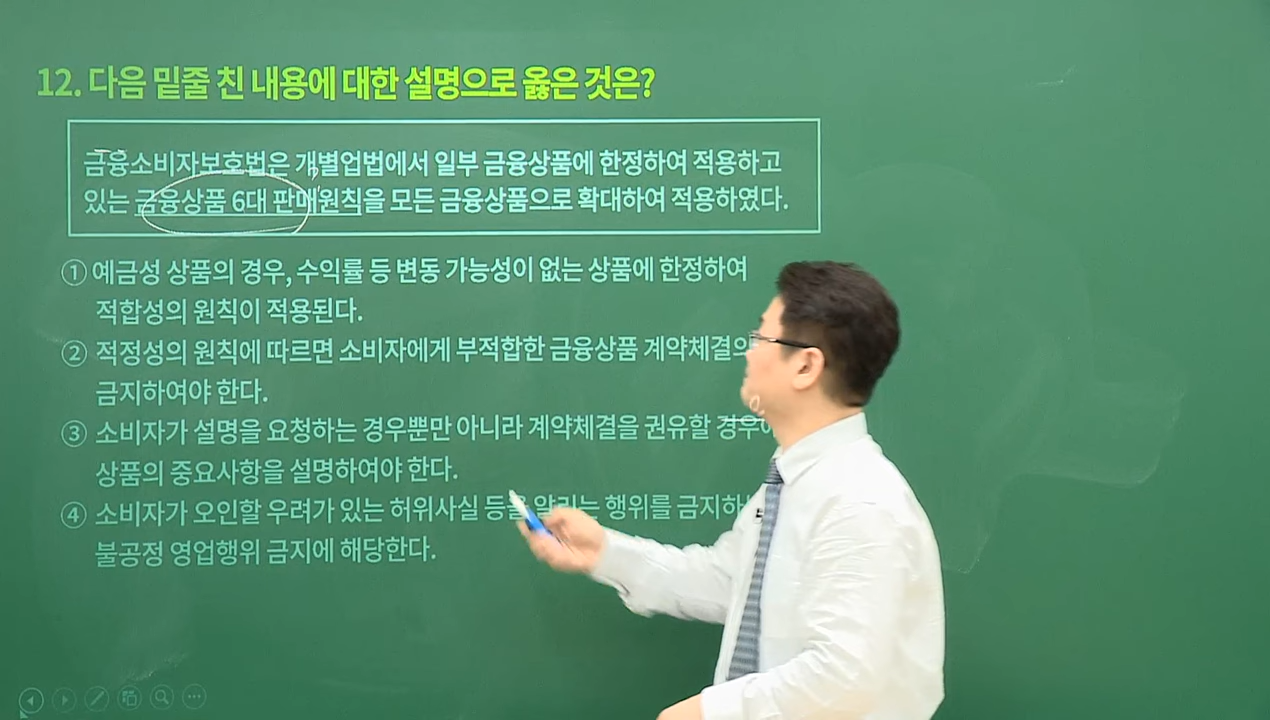 12. 다음 밑줄 친 내용에 대한 설명으로 옳은 것은?
금융소비자보호법은 개별업법에서 일부 금융상품에 한정하여 적용하고
있는 금융상품 6대 판매원칙을 모든 금융상품으로 확대하여 적용하였다.
① 예금성 상품의 경우, 수익률 등 변동 가능성이 없는 상품에 한정하여
적합성의 원칙이 적용된다.
② 적정성의 원칙에 따르면 소비자에게 부적합한 금융상품
금지하여야 한다.
③ 소비자가 설명을 요청하는 경우뿐만 아니라 계약체결을 권유할
상품의 중요사항을 설명하여야 한다.
④ 소비자가 오인할 우려가 있는 허위사실 등을 알리는 행위를
불공정 영업행위 금지에 해당한다.